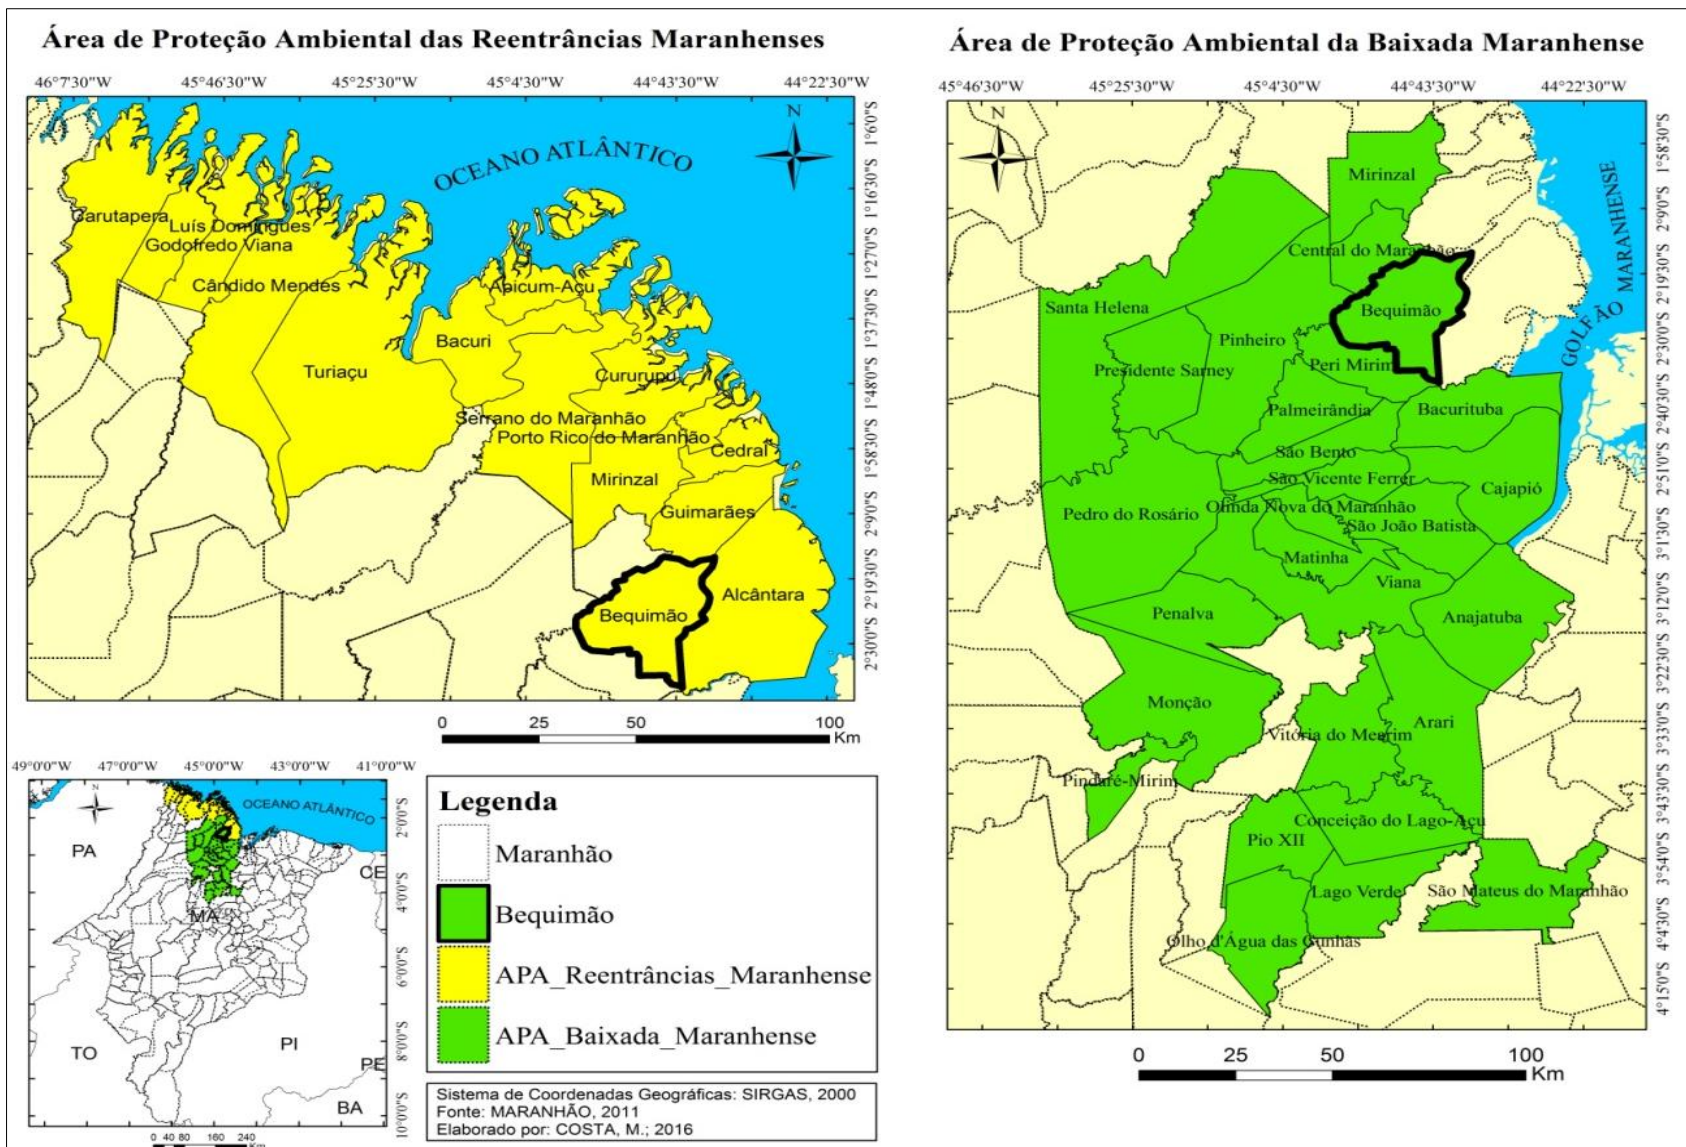 Área de Proteção Ambiental das Reentrâncias Maranhenses
46°7'30"W 45°46'30"W 45°25'30"W 45°4'30"W 44°43'30"W 44°22'30"W
N
OCEANO ATLÂNTICO
Carutapera
Luís Domingues
Godofredo Viana
Cândido Mendes
Apicum-Açu
Bacuri
Turiaçu
Cururupu
Serrano do Maranhão
Porto Rico do Maranhão
Cedral
Mirinzal
Guimarães
Alcântara
Bequimão
1°6'0"S
1°16'30"S
1°27'0"S
1°37'30"S
1°48'0"S
1°58'30"S
2°9'0"S
2°19'30"S
2°30'0"S
0 25 50 100
Km
Área de Proteção Ambiental da Baixada Maranhense
45°46'30"W 45°25'30"W 45°4'30"W 44°43'30"W 44°22'30"W
N
GOLFÃO MARANHENSE
Mirinzal
Central do Maranhão
Santa Helena
Bequimão
Pinheiro
Presidente Sarney
Peri Mirim
Palmeirândia
Bacurituba
São Bento
São Vicente Ferrer
Cajapió
Pedro do Rosário
Olinda Nova do Maranhão
São João Batista
Matinha
Viana
Penalva
Anajatuba
Monção
Arari
Vitória do Mearim
Pindaré-Mirim
Conceição do Lago-Açu
Pio XII
Lago Verde
São Mateus do Maranhão
Olho d'Água das Cunhãs
1°58'30"S
2°9'0"S
2°19'30"S
2°30'0"S
2°40'30"S
2°51'0"S
3°1'30"S
3°12'0"S
3°22'30"S
3°33'0"S
3°43'30"S
3°54'0"S
4°4'30"S
4°15'0"S
0 25 50 100
Km
49°0'0"W 47°0'0"W 45°0'0"W 43°0'0"W 41°0'0"W
N
OCEANO ATLÂNTICO
PA
CE
MA
TO
PI
PE
BA
2°0'0"S
4°0'0"S
6°0'0"S
8°0'0"S
10°0'0"S
0 40 80 160 240
Km
Legenda
Maranhão
Bequimão
APA_Reentrâncias_Maranhense
APA_Baixada_Maranhense
Sistema de Coordenadas Geográficas: SIRGAS, 2000
Fonte: MARANHÃO, 2011
Elaborado por: COSTA, M.; 2016